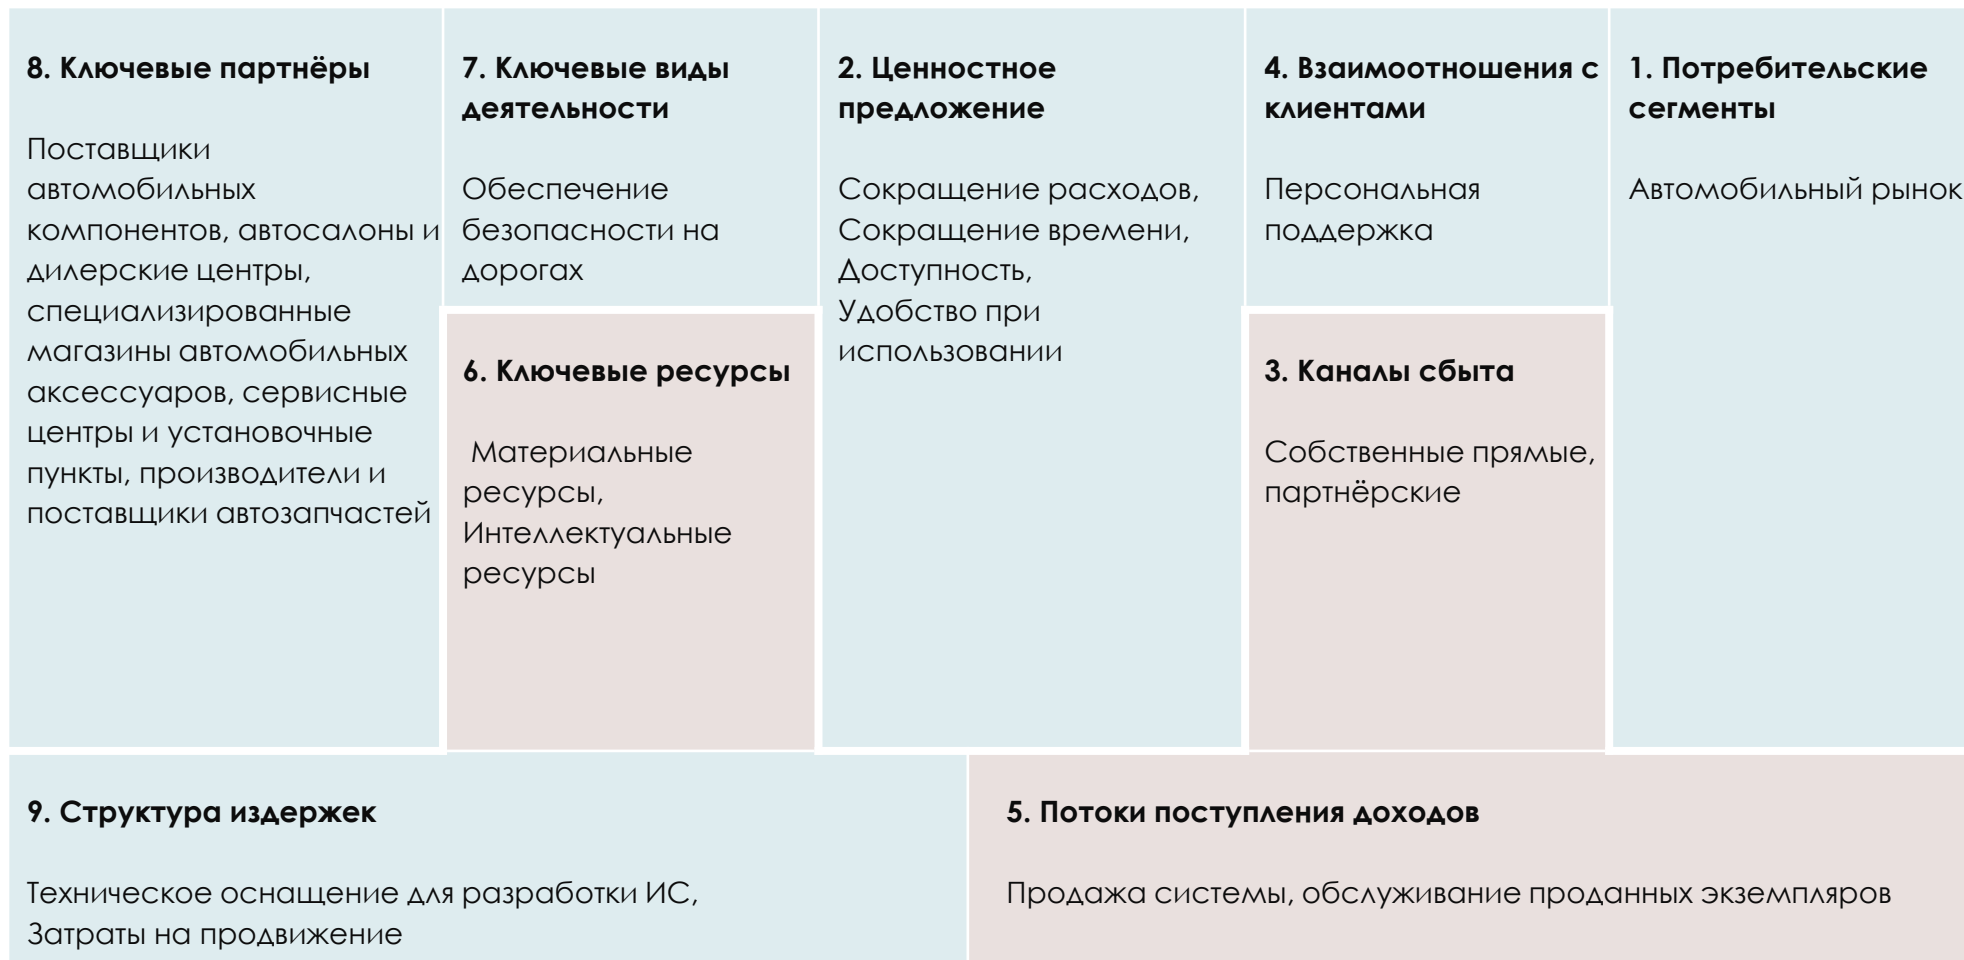 8. Ключевые партнёры
Поставщики
автомобильных
компонентов, автосалоны и
дилерские центры,
специализированные
магазины автомобильных
аксессуаров, сервисные
центры и установочные
пункты, производители и
поставщики автозапчастей
7. Ключевые виды
деятельности
Обеспечение
безопасности на
дорогах
6. Ключевые ресурсы
Материальные
ресурсы,
Интеллектуальные
ресурсы
2. Ценностное
предложение
Сокращение расходов,
Сокращение времени,
Доступность,
Удобство при
использовании
4. Взаимоотношения с
клиентами
Персональная
поддержка
3. Каналы сбыта
Собственные прямые,
партнёрские
1. Потребительские
сегменты
Автомобильный рынок
9. Структура издержек
Техническое оснащение для разработки ИС,
Затраты на продвижение
5. Потоки поступления доходов
Продажа системы, обслуживание проданных экземпляров